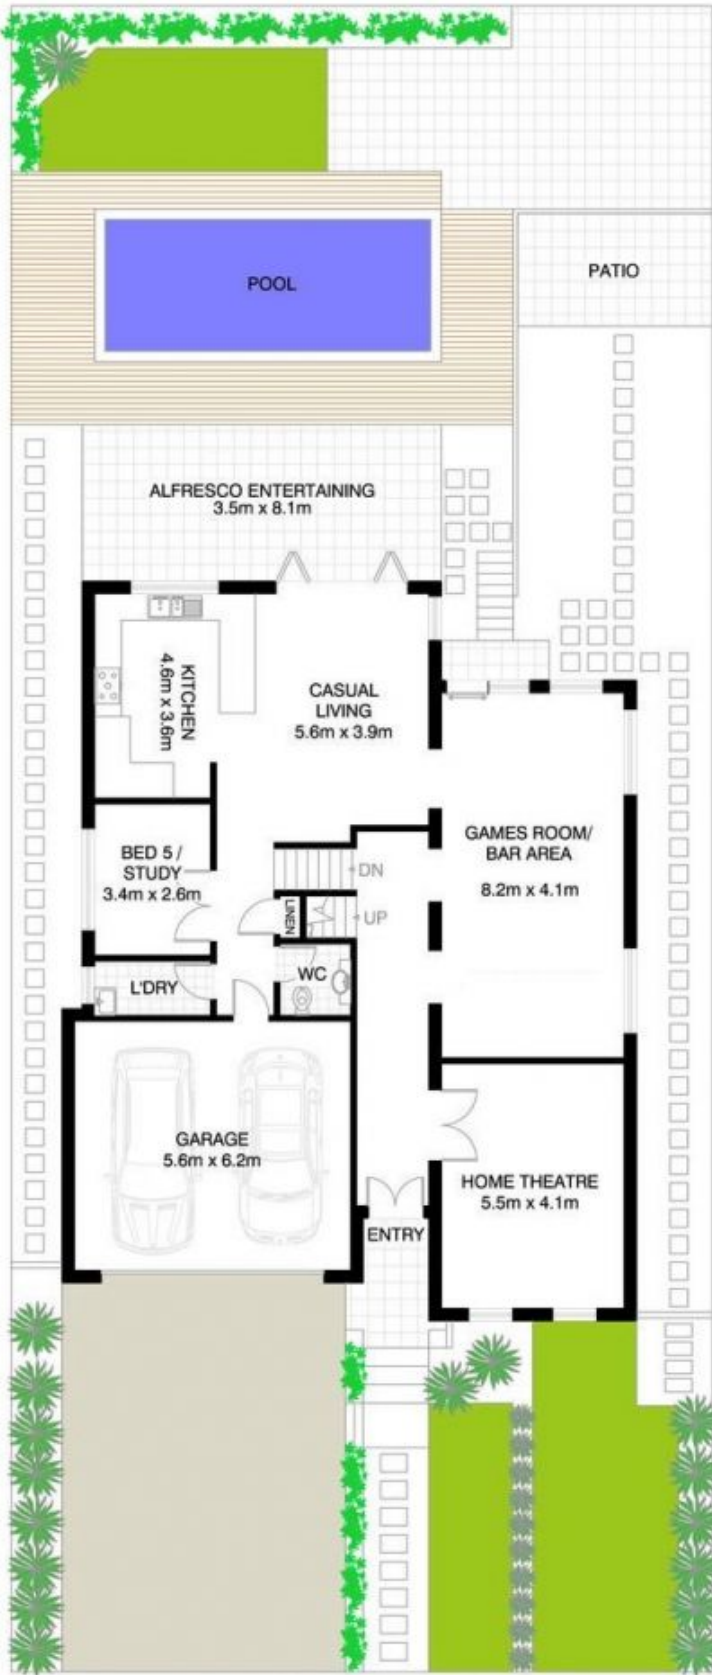 POOL
PATIO
ALFRESCO ENTERTAINING
3.5m x 8.1m
KITCHEN
4.6m x 3.6m
CASUAL
LIVING
5.6m x 3.9m
GAMES ROOM/
BAR AREA
8.2m x 4.1m
BED 5 /
STUDY
3.4m x 2.6m
DN
LINEN
UP
WC
L'DRY
GARAGE
5.6m x 6.2m
HOME THEATRE
5.5m x 4.1m
ENTRY